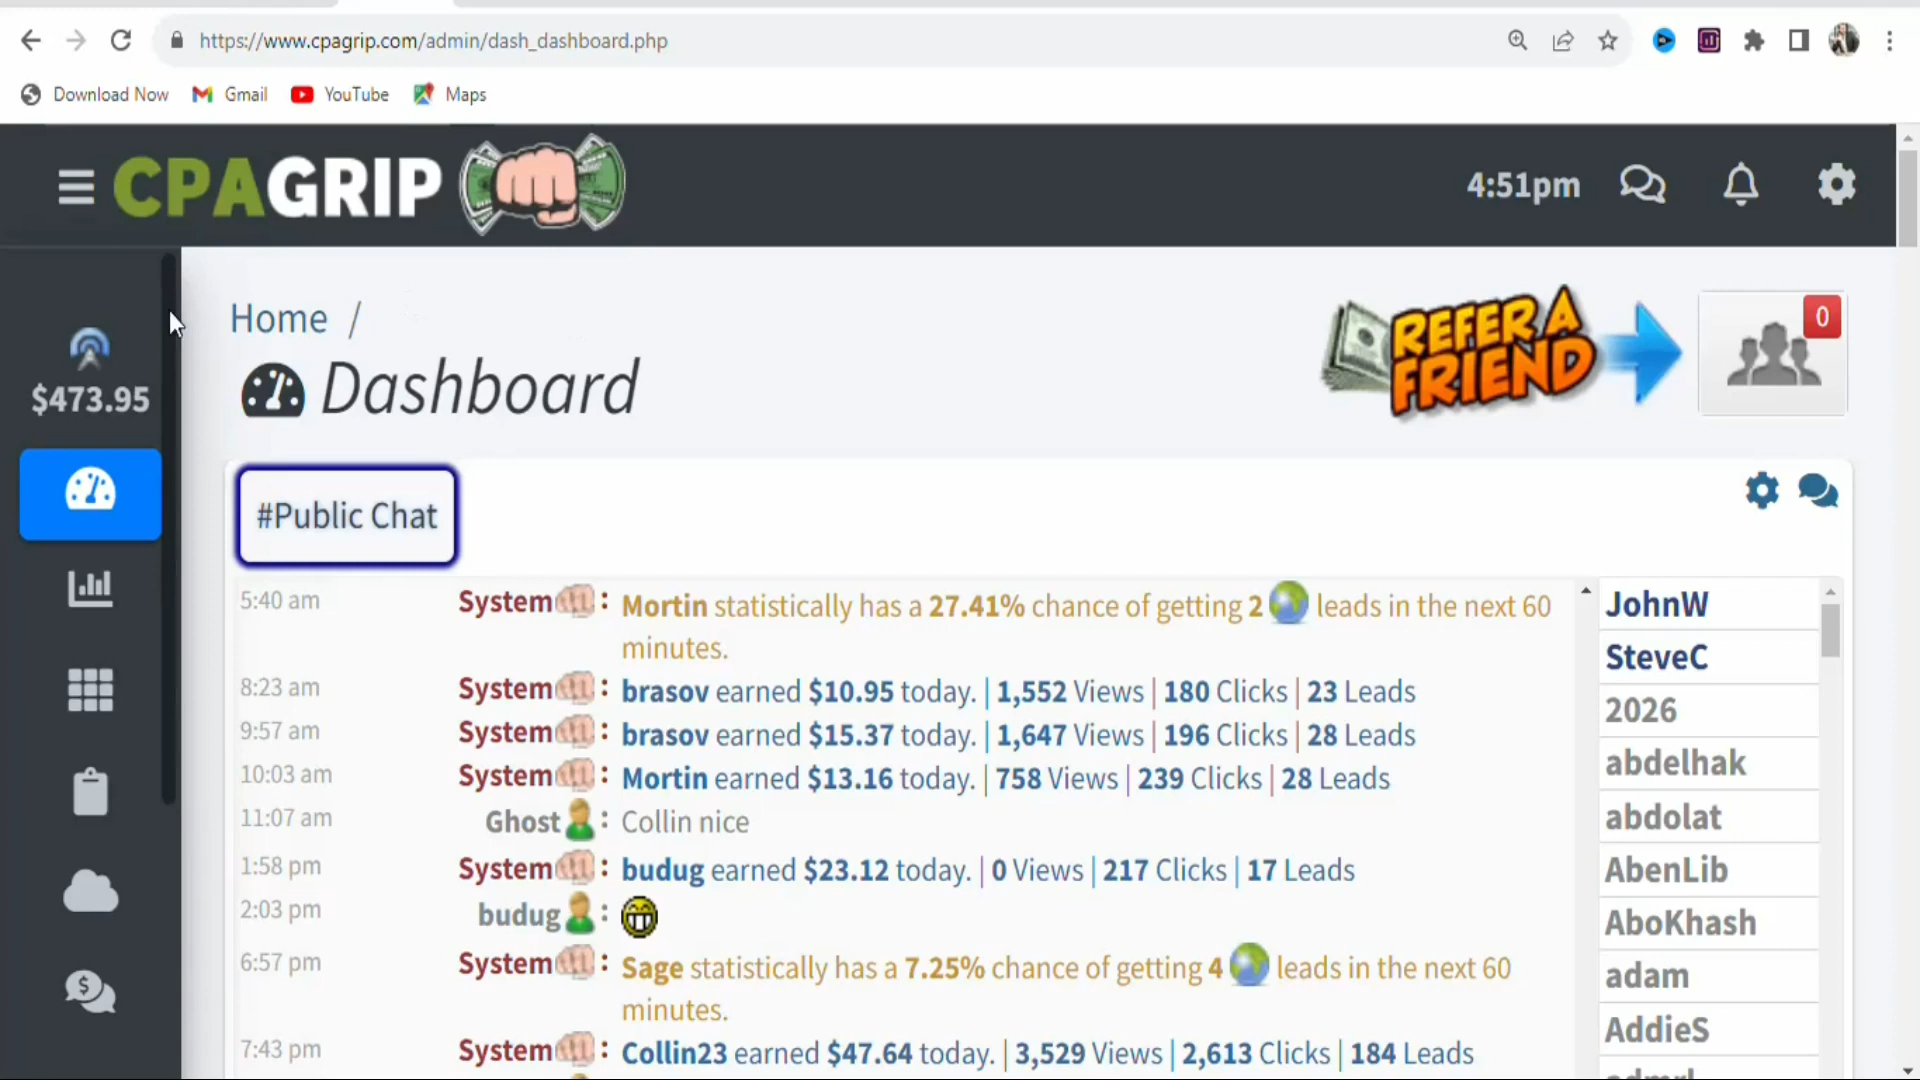 https://www.cpagrip.com/admin/dash_dashboard.php
Download Now Gmail YouTube Maps
CPAGRIP 4:51pm
Home /
REFER A
FRIEND
0
$473.95
Dashboard
#Public Chat
5:40 am System: Mortin statistically has a 27.41% chance of getting 2 leads in the next 60
minutes.
8:23 am System: brasov earned $10.95 today. | 1,552 Views | 180 Clicks | 23 Leads
9:57 am System: brasov earned $15.37 today. | 1,647 Views | 196 Clicks | 28 Leads
10:03 am System: Mortin earned $13.16 today. | 758 Views | 239 Clicks | 28 Leads
11:07 am Ghost: Collin nice
1:58 pm System: budug earned $23.12 today. | 0 Views | 217 Clicks | 17 Leads
2:03 pm budug:
6:57 pm System: Sage statistically has a 7.25% chance of getting 4 leads in the next 60
minutes.
7:43 pm System: Collin23 earned $47.64 today. | 3,529 Views | 2,613 Clicks | 184 Leads
JohnW
SteveC
2026
abdelhak
abdolat
AbenLib
AboKhash
adam
AddieS